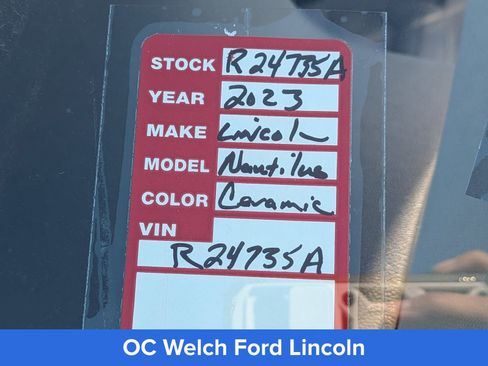 STOCK R24735A
YEAR 2023
MAKE Lincoln
MODEL Nautilus
COLOR Ceramic
VIN
R24735A
OC Welch Ford Lincoln